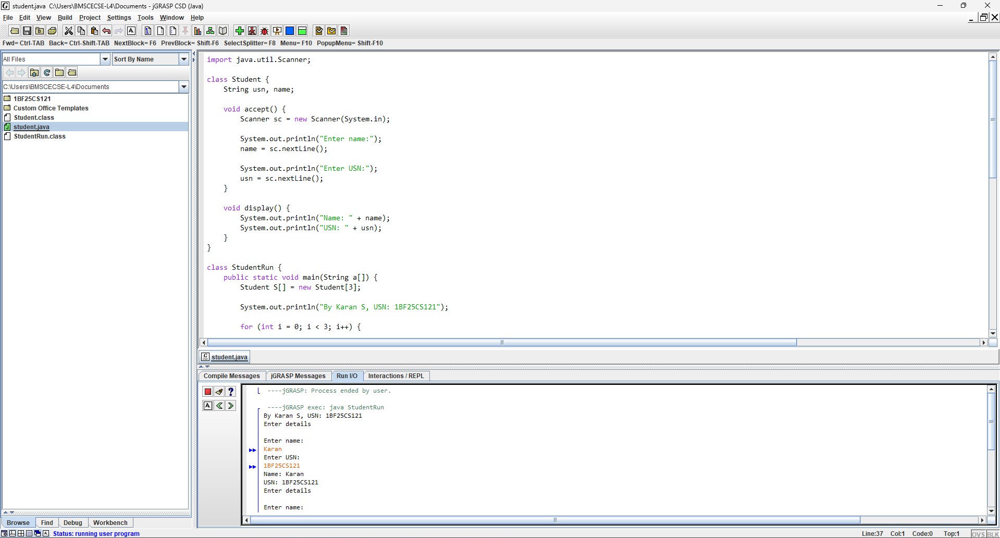 student.java  C:\Users\BMSCECSE-L4\Documents - jGRASP CSD (Java)
File Edit View Build Project Settings Tools Window Help
Fwd= Ctrl-TAB Back= Ctrl-Shift-TAB NextBlock= F6 PrevBlock= Shift-F6 SelectSplitter= F8 Menu= F10 PopupMenu= Shift-F10
All Files
Sort By Name
C:\Users\BMSCECSE-L4\Documents
1BF25CS121
Custom Office Templates
Student.class
student.java
StudentRun.class
Browse Find Debug Workbench
import java.util.Scanner;
class Student {
String usn, name;
void accept() {
Scanner sc = new Scanner(System.in);
System.out.println("Enter name:");
name = sc.nextLine();
System.out.println("Enter USN:");
usn = sc.nextLine();
}
void display() {
System.out.println("Name: " + name);
System.out.println("USN: " + usn);
}
}
class StudentRun {
public static void main(String a[]) {
Student S[] = new Student[3];
System.out.println("By Karan S, USN: 1BF25CS121");
for (int i = 0; i < 3; i++) {
student.java
Compile Messages jGRASP Messages Run I/O Interactions / REPL
----jGRASP: Process ended by user.
----jGRASP exec: java StudentRun
By Karan S, USN: 1BF25CS121
Enter details
Enter name:
Karan
Enter USN:
1BF25CS121
Name: Karan
USN: 1BF25CS121
Enter details
Enter name:
Status: running user program
Line:37 Col:1 Code:0 Top:1 OVS BLK